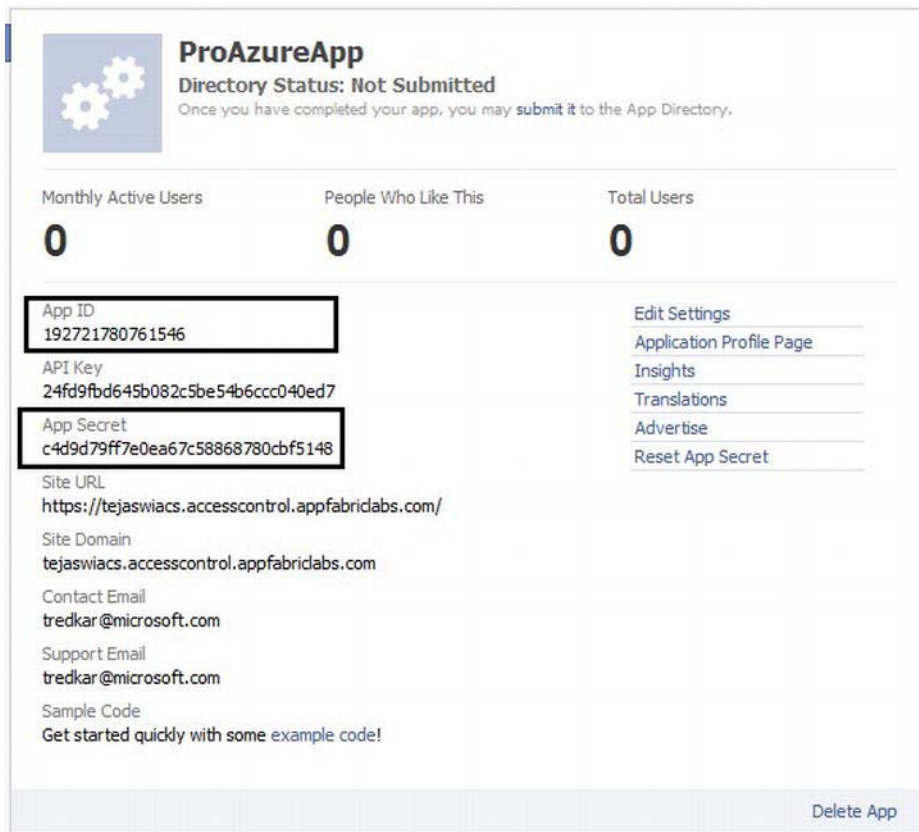 ProAzureApp
Directory Status: Not Submitted
Once you have completed your app, you may submit it to the App Directory.
Monthly Active Users People Who Like This Total Users
0 0 0
App ID
192721780761546
API Key
24fd9fbd645b082c5be54b6ccc040ed7
App Secret
c4d9d79ff7e0ea67c58868780cbf5148
Site URL
https://tejaswiacs.accesscontrol.appfabriclabs.com/
Site Domain
tejaswiacs.accesscontrol.appfabriclabs.com
Contact Email
tredkar@microsoft.com
Support Email
tredkar@microsoft.com
Sample Code
Get started quickly with some example code!
Edit Settings
Application Profile Page
Insights
Translations
Advertise
Reset App Secret
Delete App